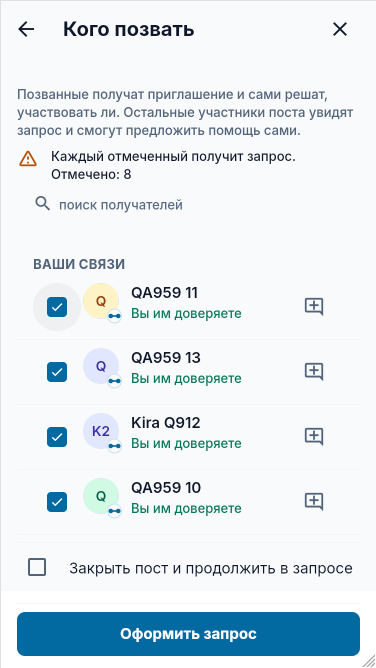 Кого позвать
Позванные получат приглашение и сами решат,
участвовать ли. Остальные участники поста увидят
запрос и смогут предложить помощь сами.
Каждый отмеченный получит запрос.
Отмечено: 8
поиск получателей
ВАШИ СВЯЗИ
Q
QA959 11
Вы им доверяете
Q
QA959 13
Вы им доверяете
K2
Kira Q912
Вы им доверяете
Q
QA959 10
Вы им доверяете
Закрыть пост и продолжить в запросе
Оформить запрос